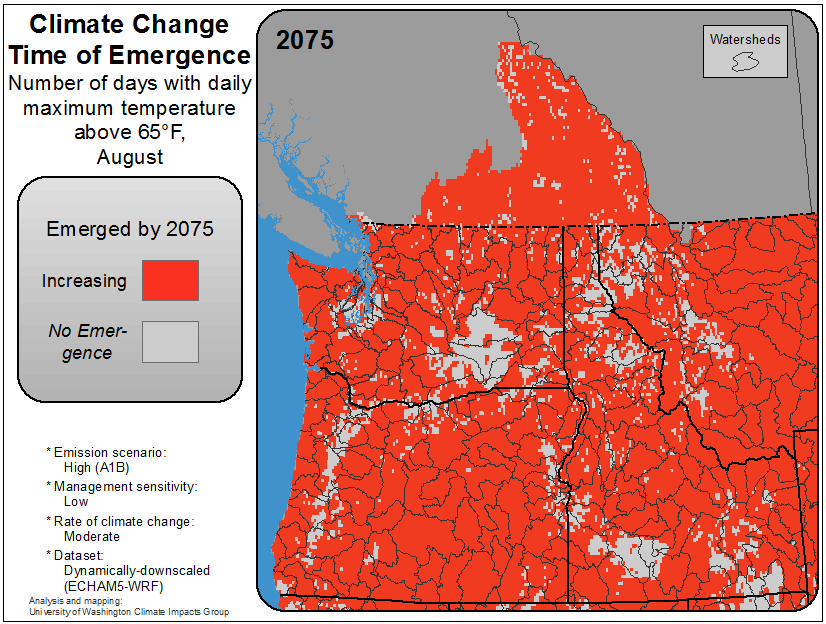 Climate Change
Time of Emergence
Number of days with daily
maximum temperature
above 65°F,
August
Emerged by 2075
Increasing
No Emer-
gence
* Emission scenario:
High (A1B)
* Management sensitivity:
Low
* Rate of climate change:
Moderate
* Dataset:
Dynamically-downscaled
(ECHAM5-WRF)
Analysis and mapping:
University of Washington Climate Impacts Group
2075
Watersheds